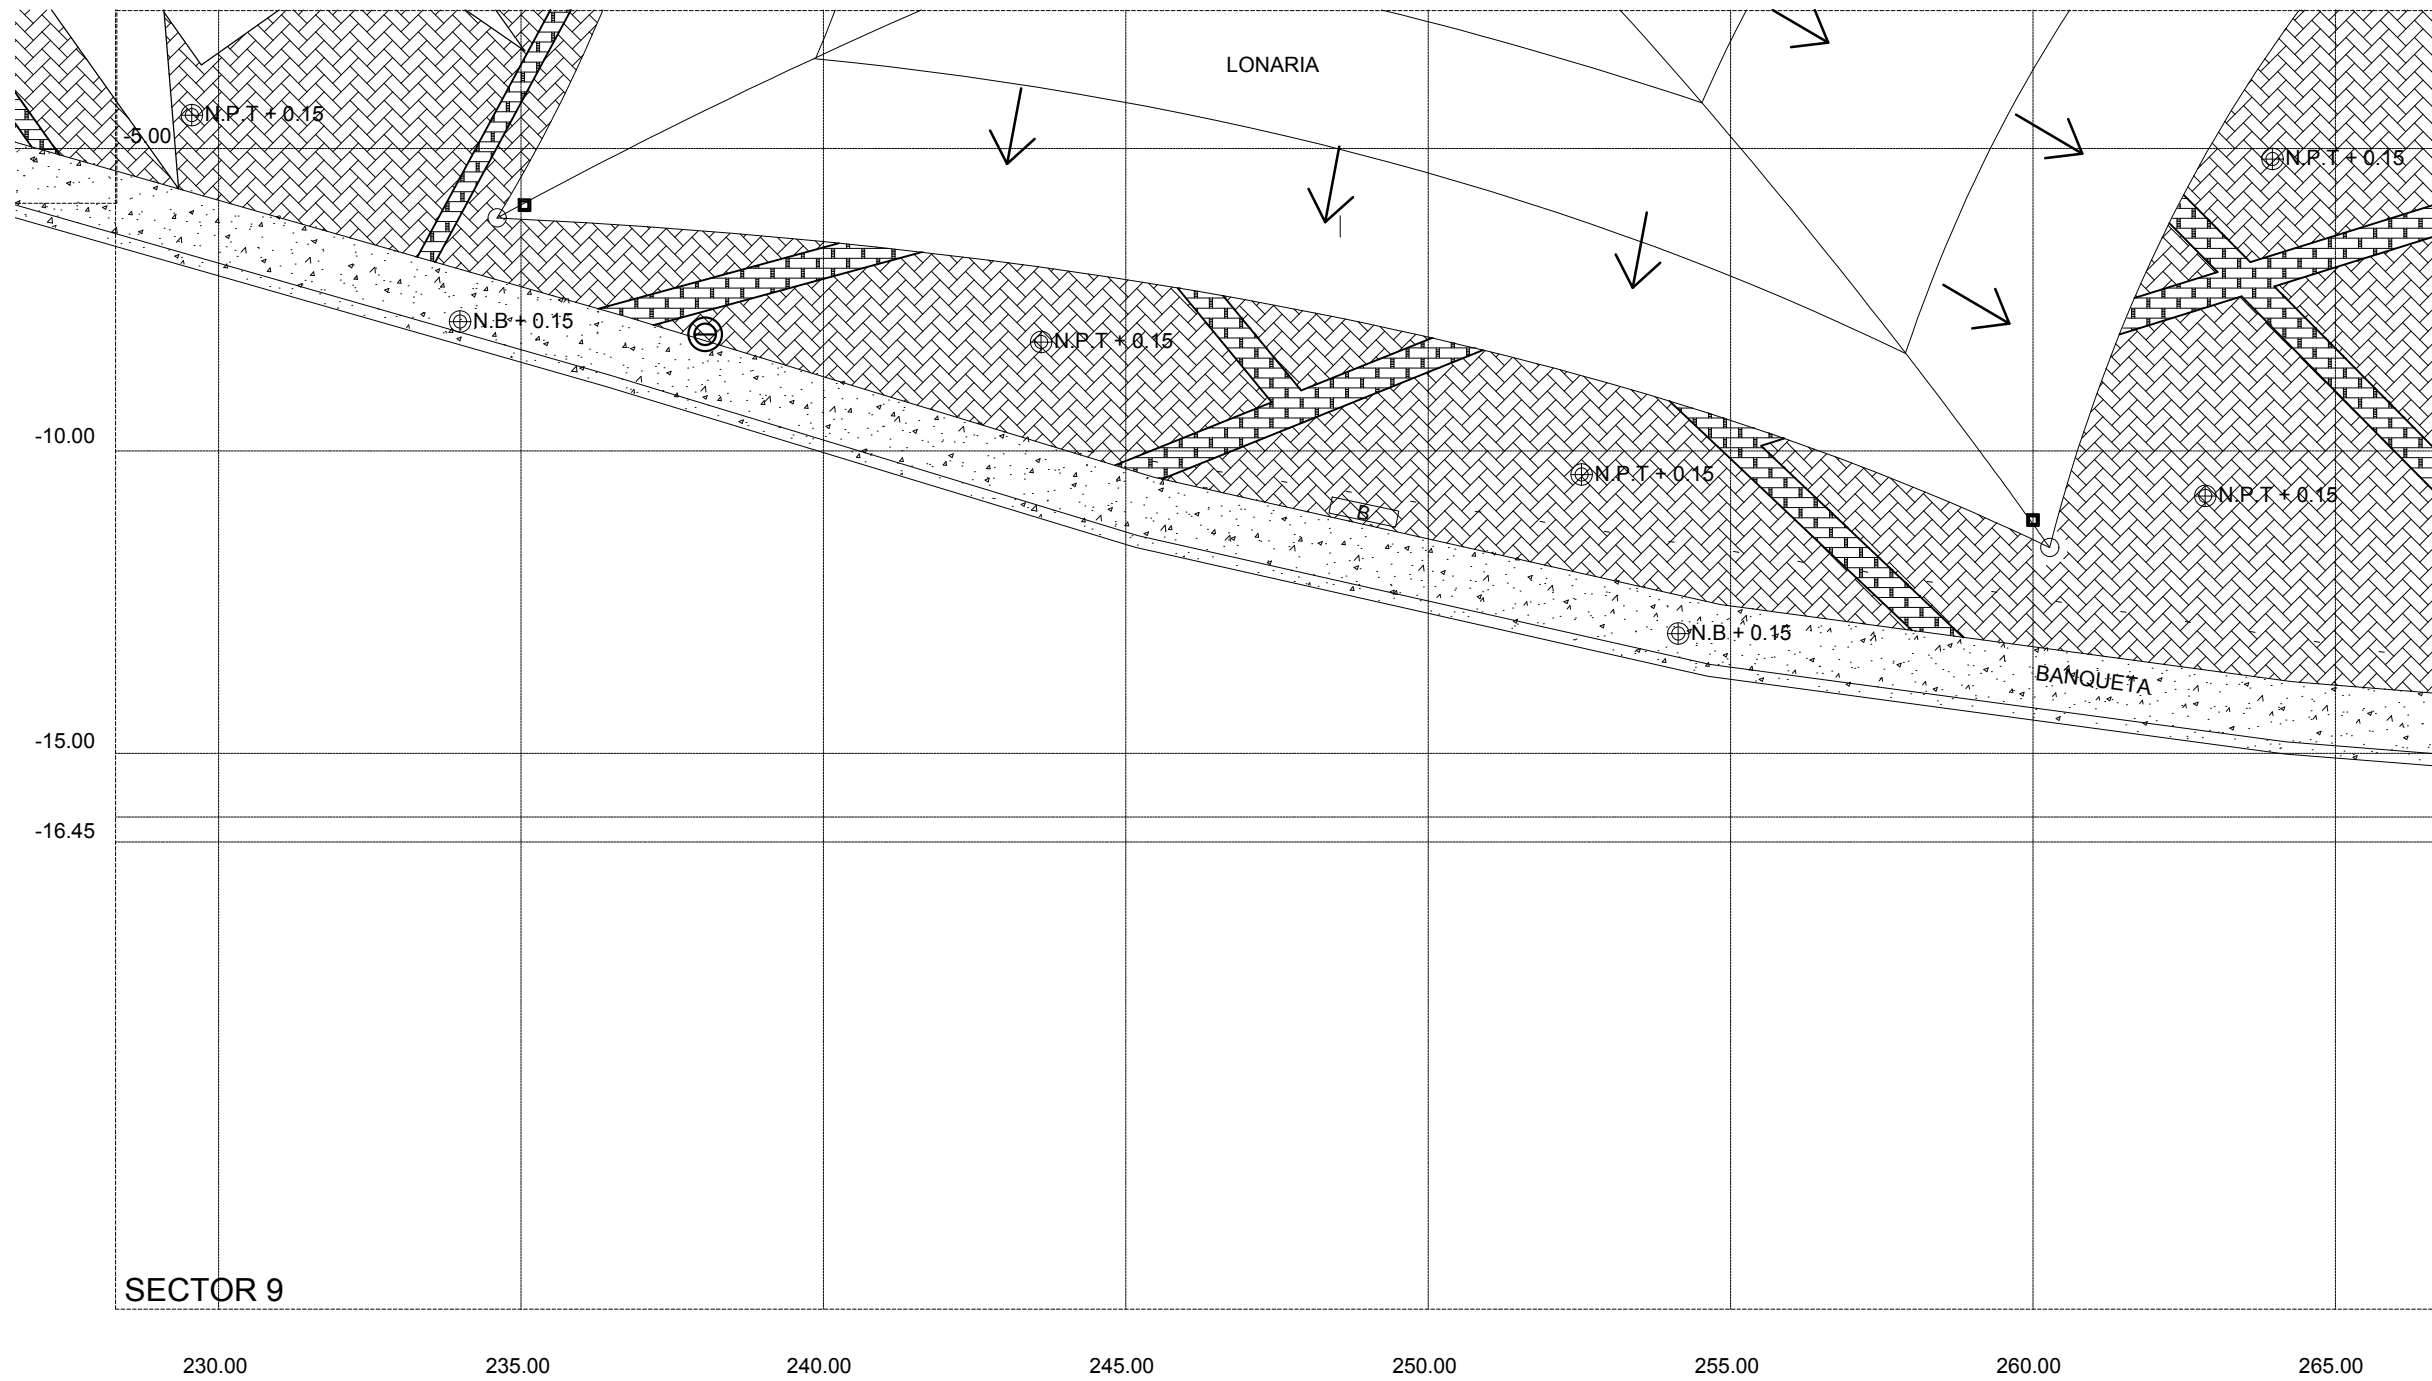 LONARIA
N.P.T + 0.15
-5.00
N.P.T + 0.15
N.B + 0.15
N.P.T + 0.15
-10.00
N.P.T + 0.15
N.P.T + 0.15
B
N.B + 0.15
BANQUETA
-15.00
-16.45
SECTOR 9
230.00 235.00 240.00 245.00 250.00 255.00 260.00 265.00